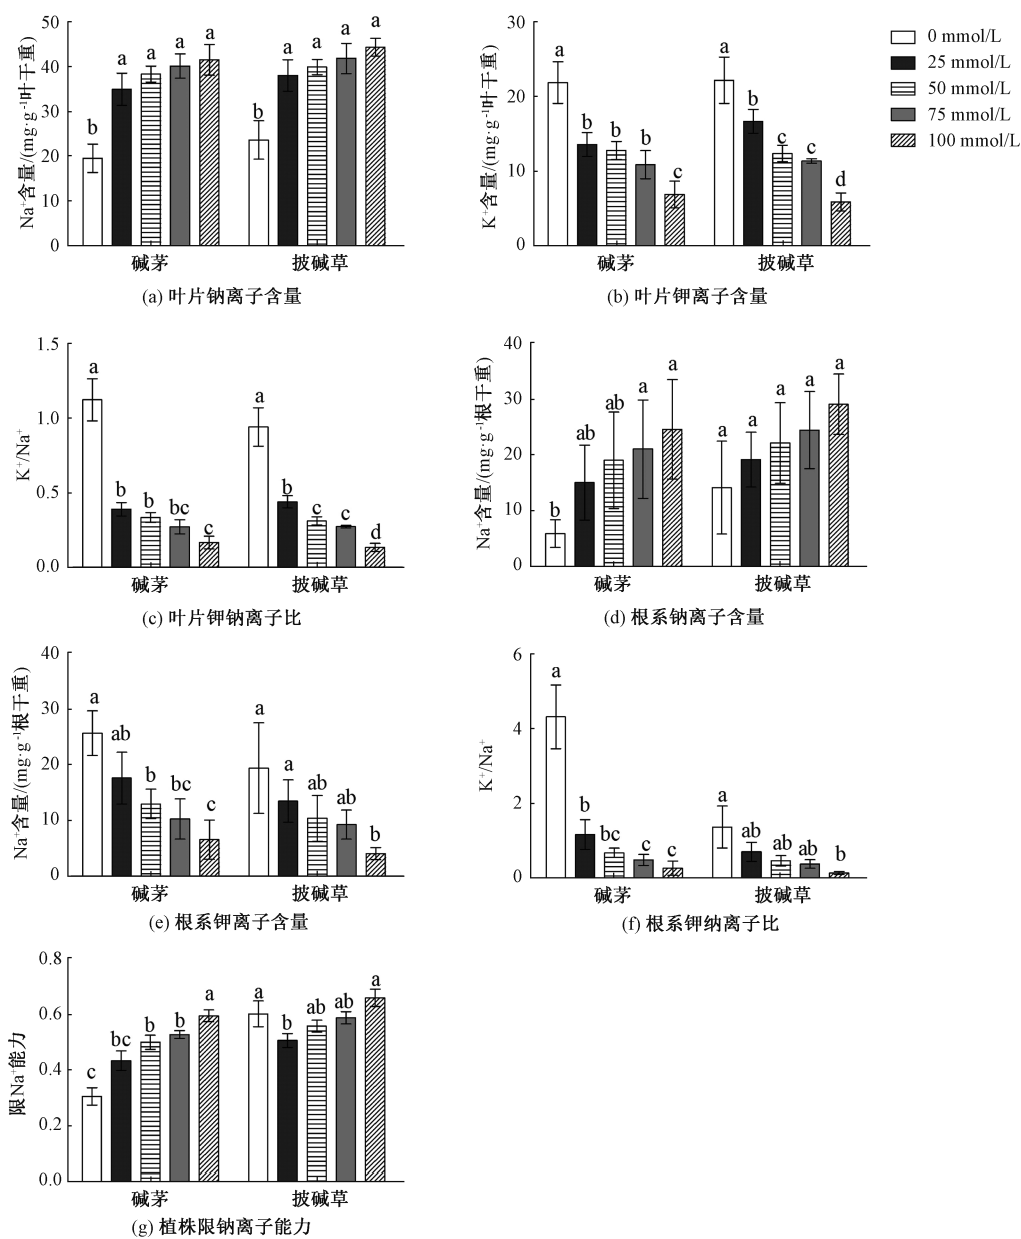 0 mmol/L
25 mmol/L
50 mmol/L
75 mmol/L
100 mmol/L
Na⁺含量/(mg·g⁻¹叶干重)
50
40
30
20
10
0
b a a a a
b a a a a
碱茅 披碱草
(a) 叶片钠离子含量
K⁺含量/(mg·g⁻¹叶干重)
30
20
10
0
a b b b c
a b c c d
碱茅 披碱草
(b) 叶片钾离子含量
K⁺/Na⁺
1.5
1.0
0.5
0.0
a b b bc c
a b c c d
碱茅 披碱草
(c) 叶片钾钠离子比
Na⁺含量/(mg·g⁻¹根干重)
40
30
20
10
0
b ab ab a a
a a a a a
碱茅 披碱草
(d) 根系钠离子含量
Na⁺含量/(mg·g⁻¹根干重)
40
30
20
10
0
a ab b bc c
a a ab ab b
碱茅 披碱草
(e) 根系钾离子含量
K⁺/Na⁺
6
4
2
0
a b bc c c
a ab ab ab b
碱茅 披碱草
(f) 根系钾纳离子比
限Na⁺能力
0.8
0.6
0.4
0.2
0.0
c bc b b a
a b ab ab a
碱茅 披碱草
(g) 植株限钠离子能力